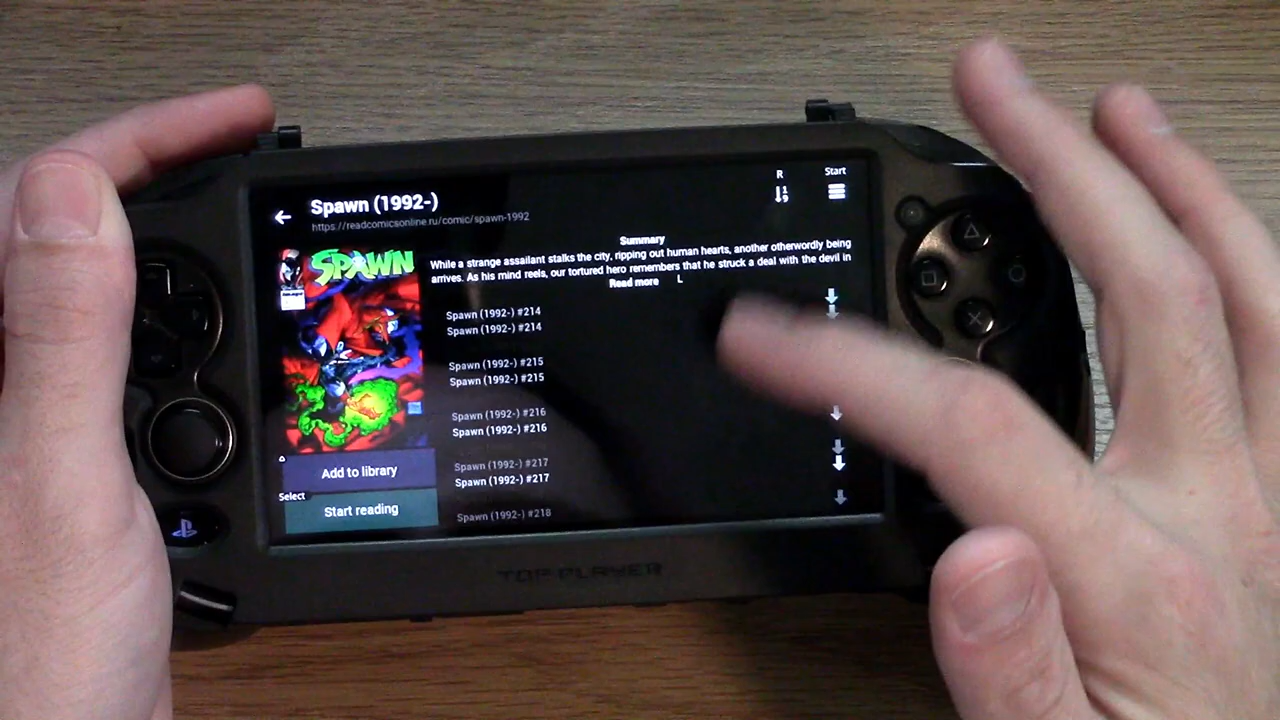 R
Start
Spawn (1992-)
https://readcomicsonline.ru/comic/spawn-1992
Summary
While a strange assailant stalks the city, ripping out human hearts, another otherwordly being
arrives. As his mind reels, our tortured hero remembers that he struck a deal with the devil in
Read more
L
SPAWN
Spawn (1992-) #214
Spawn (1992-) #214
Spawn (1992-) #215
Spawn (1992-) #215
Spawn (1992-) #216
Spawn (1992-) #216
Spawn (1992-) #217
Spawn (1992-) #217
Spawn (1992-) #218
Add to library
Select
Start reading
TOP-PLAYER